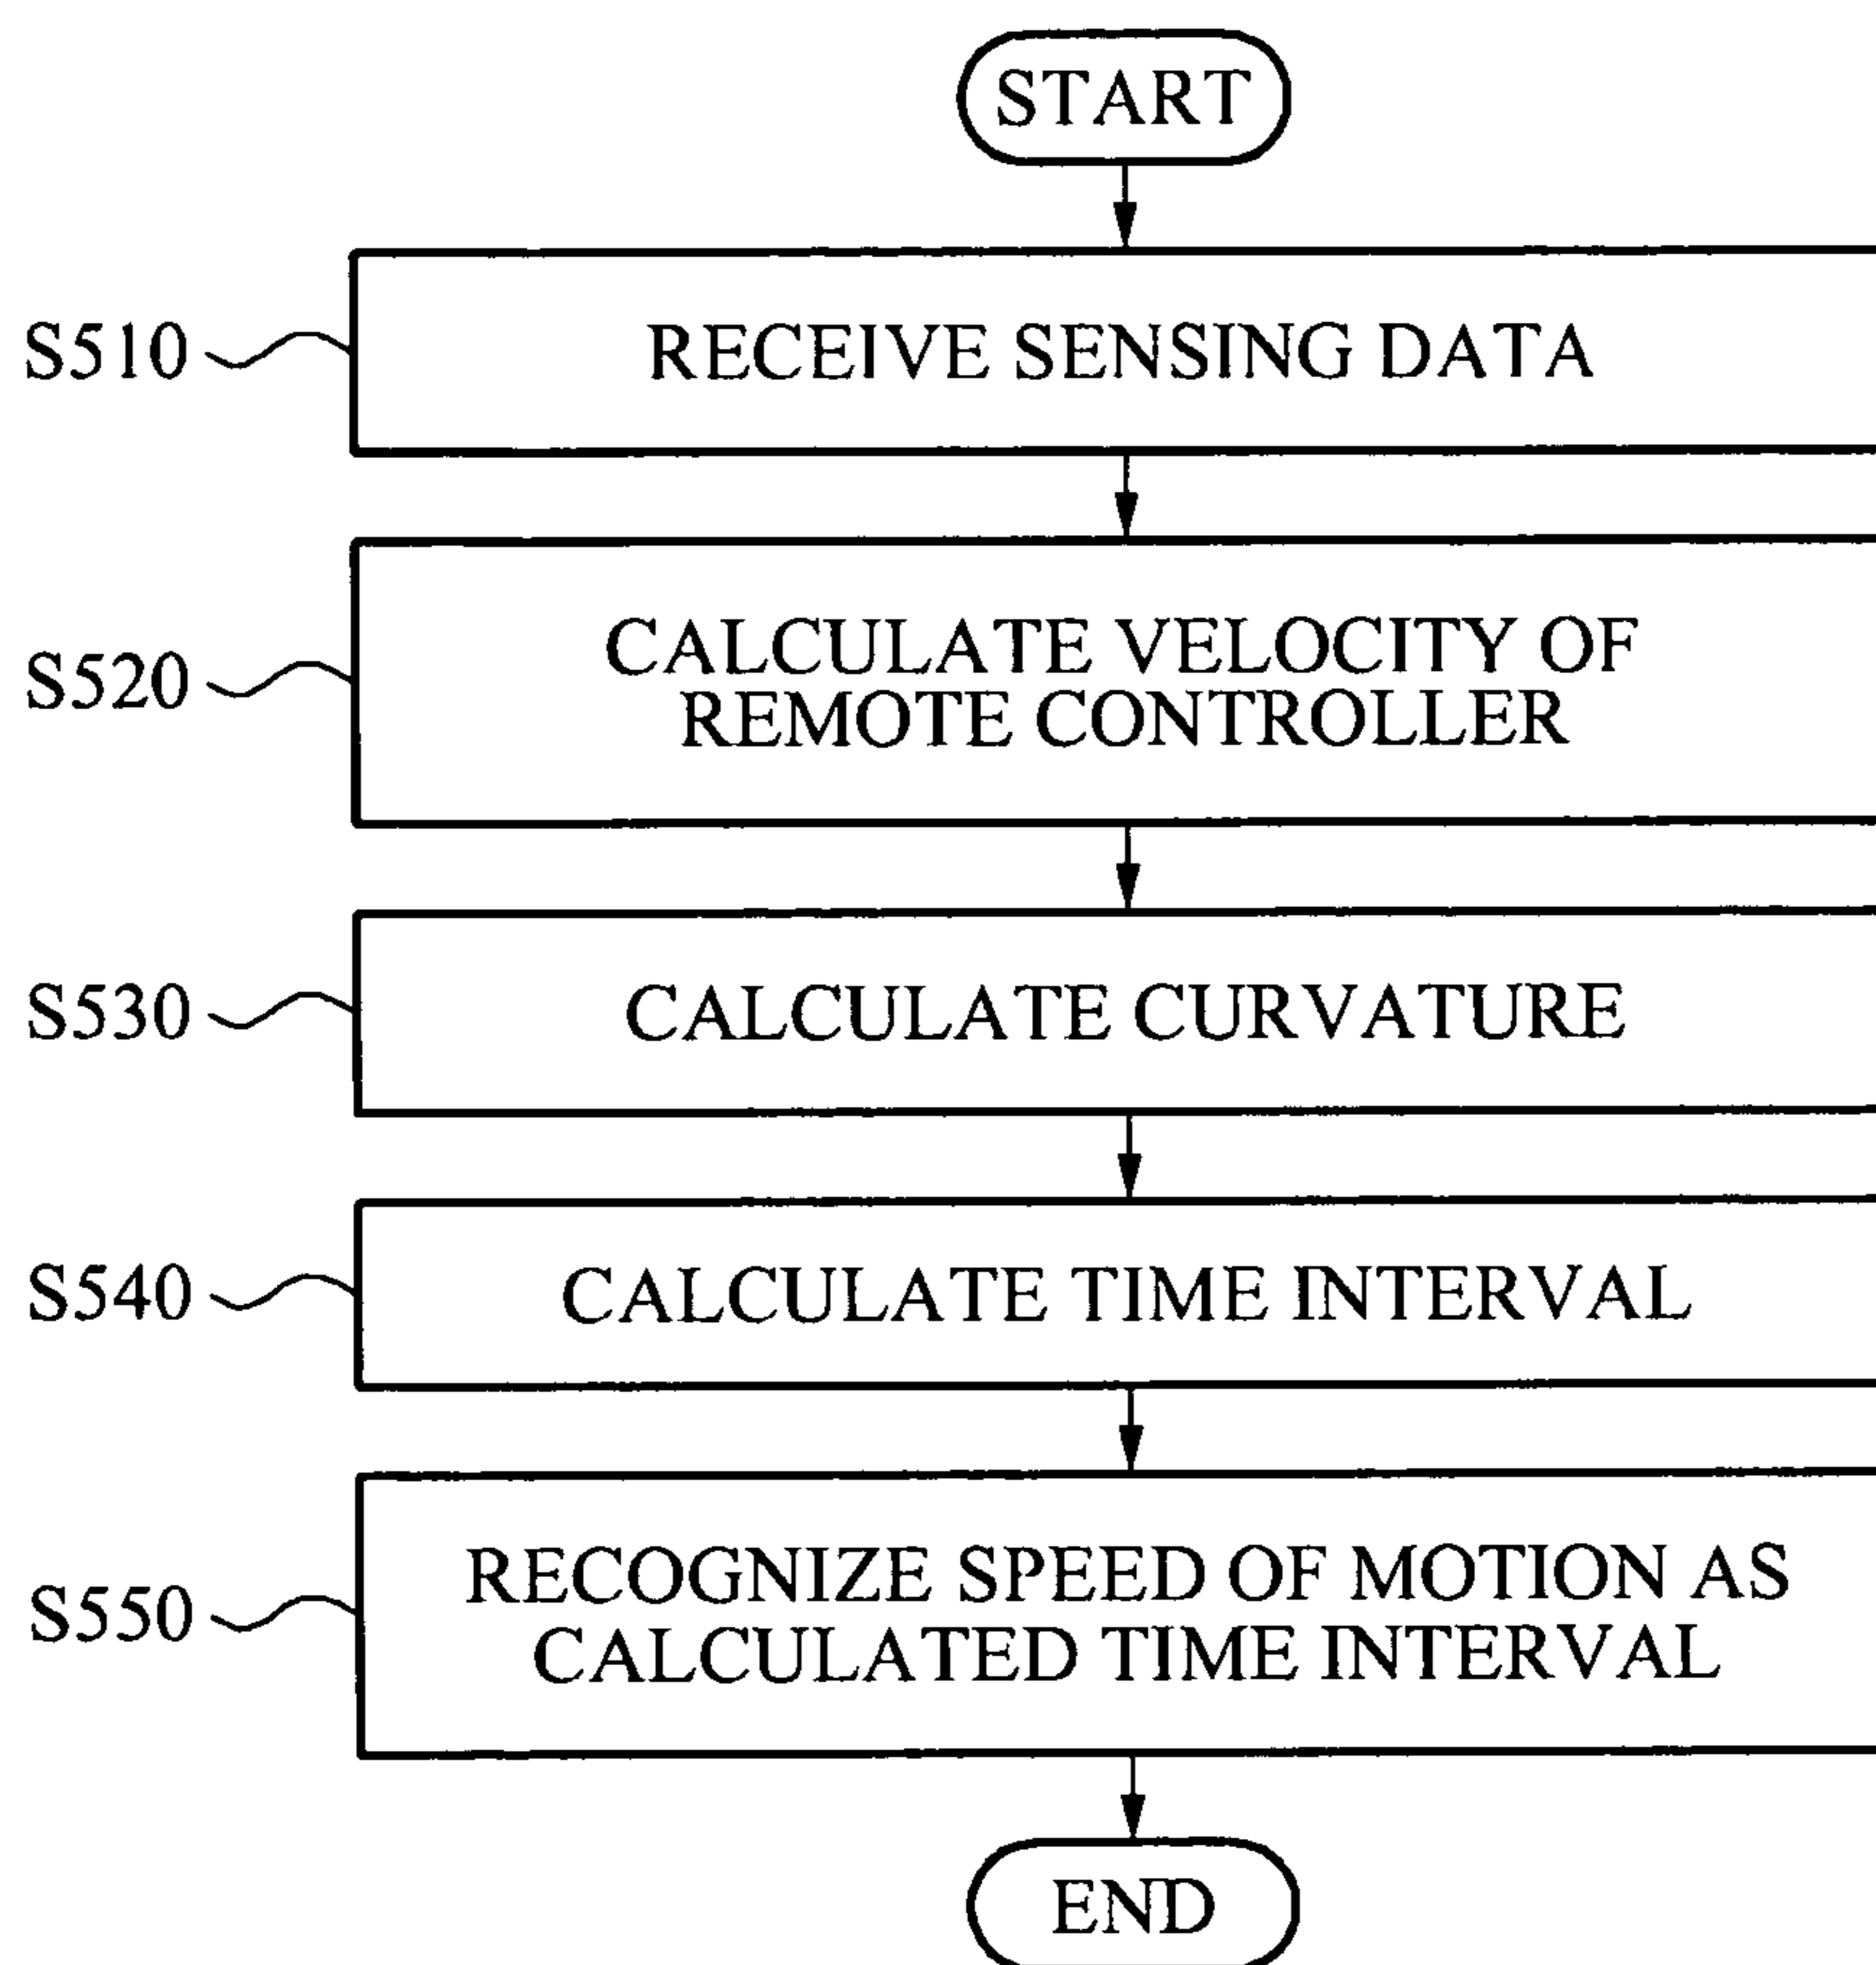 START
S510
RECEIVE SENSING DATA
S520
CALCULATE VELOCITY OF
REMOTE CONTROLLER
S530
CALCULATE CURVATURE
S540
CALCULATE TIME INTERVAL
S550
RECOGNIZE SPEED OF MOTION AS
CALCULATED TIME INTERVAL
END